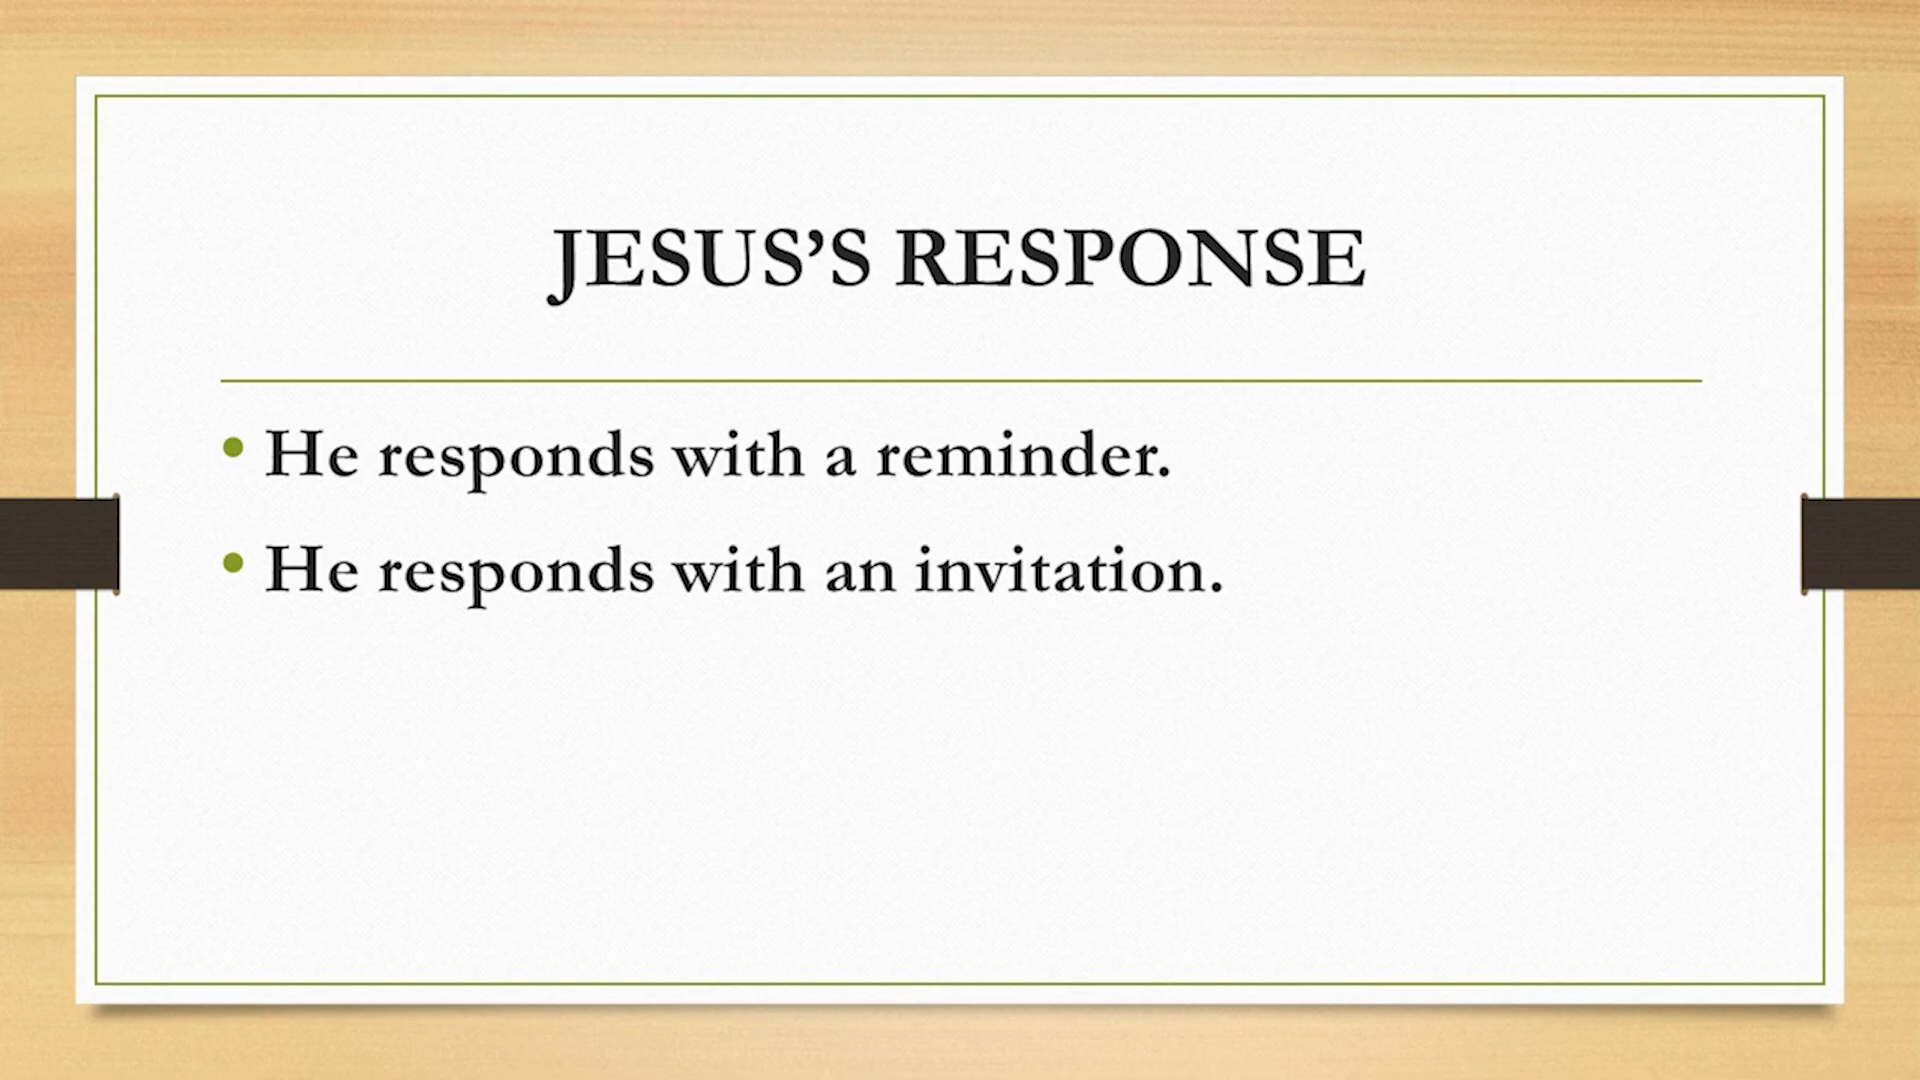 JESUS’S RESPONSE
• He responds with a reminder.
• He responds with an invitation.